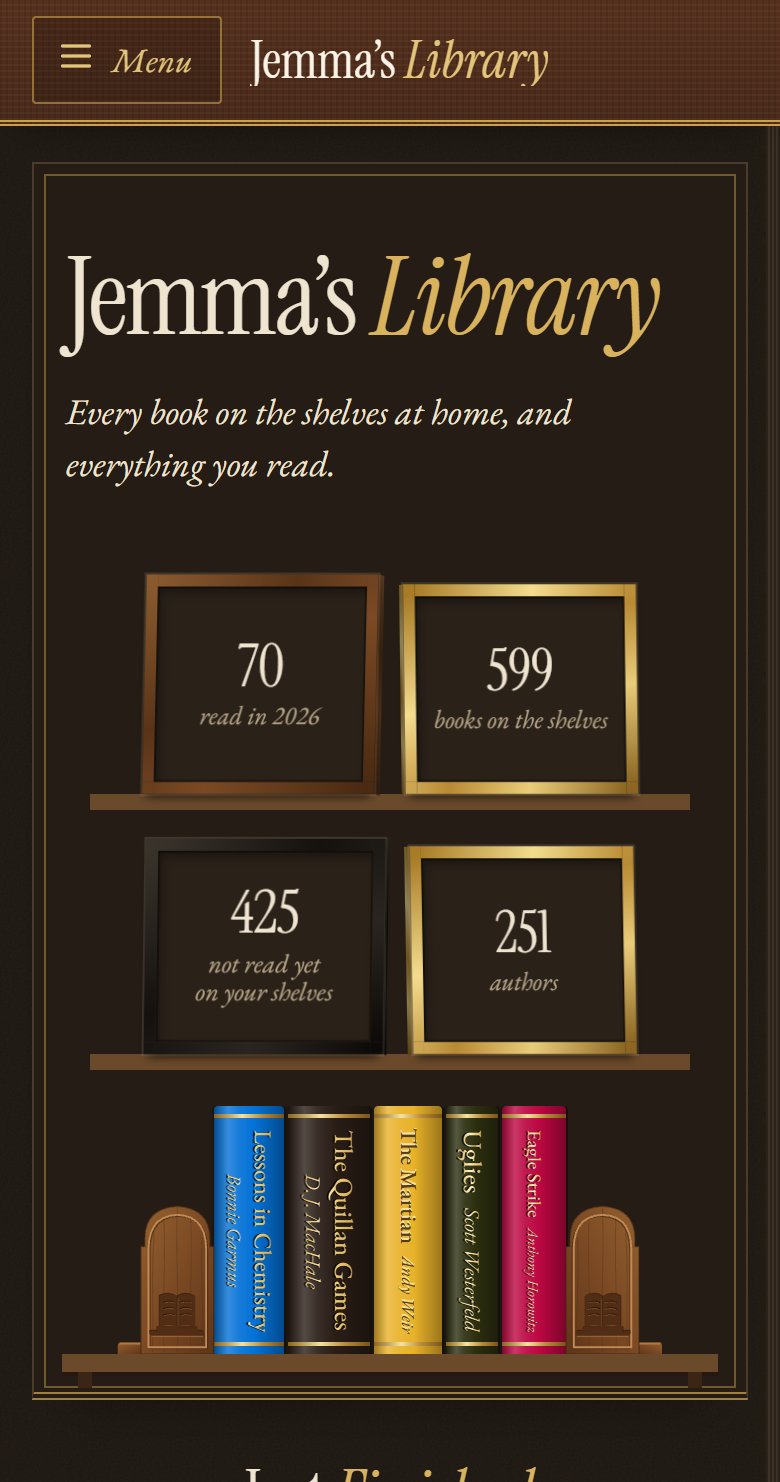 Menu
Jemma’s Library
Jemma’s Library
Every book on the shelves at home, and
everything you read.
70
read in 2026
599
books on the shelves
425
not read yet
on your shelves
251
authors
Lessons in Chemistry
Bonnie Garmus
The Quillan Games
D. J. MacHale
The Martian Andy Weir
Uglies Scott Westerfeld
Eagle Strike Anthony Horowitz